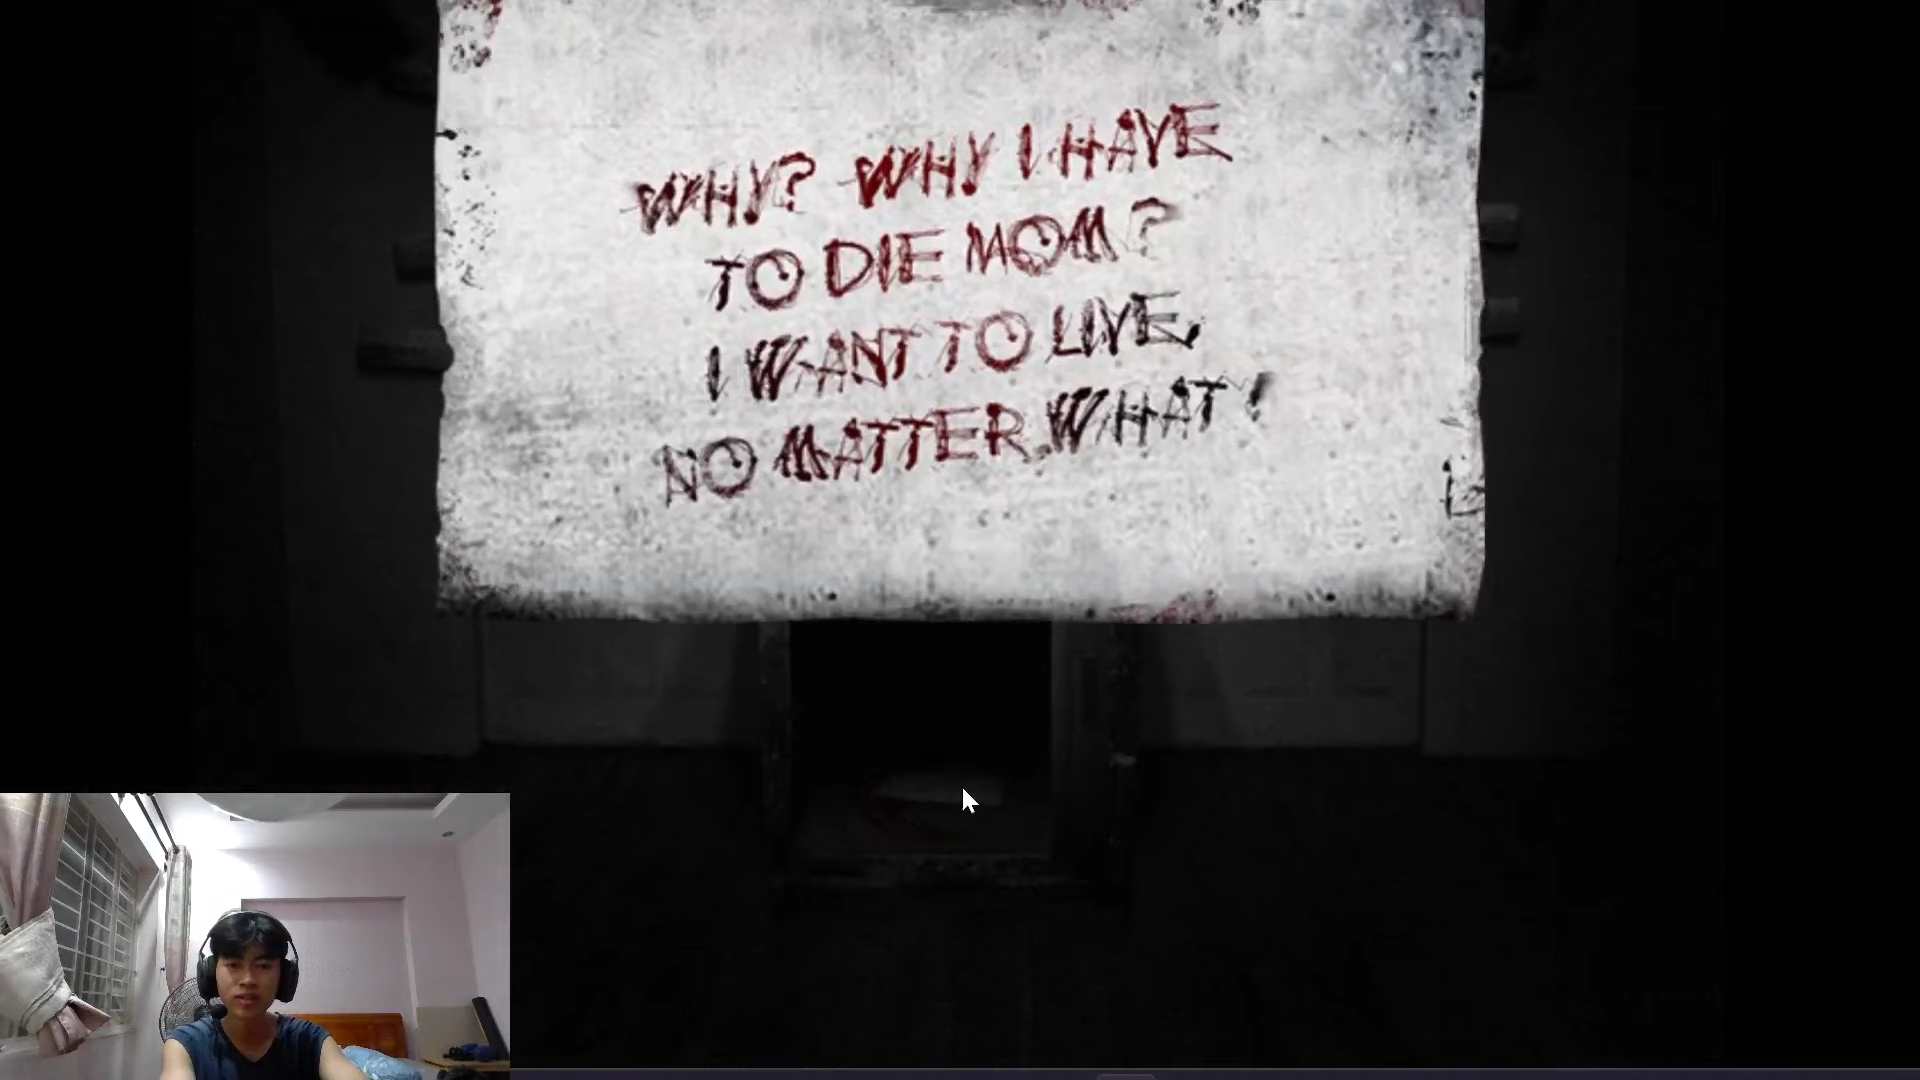 WHY? WHY I HAVE
TO DIE MOM?
I WANT TO LIVE,
NO MATTER WHAT!